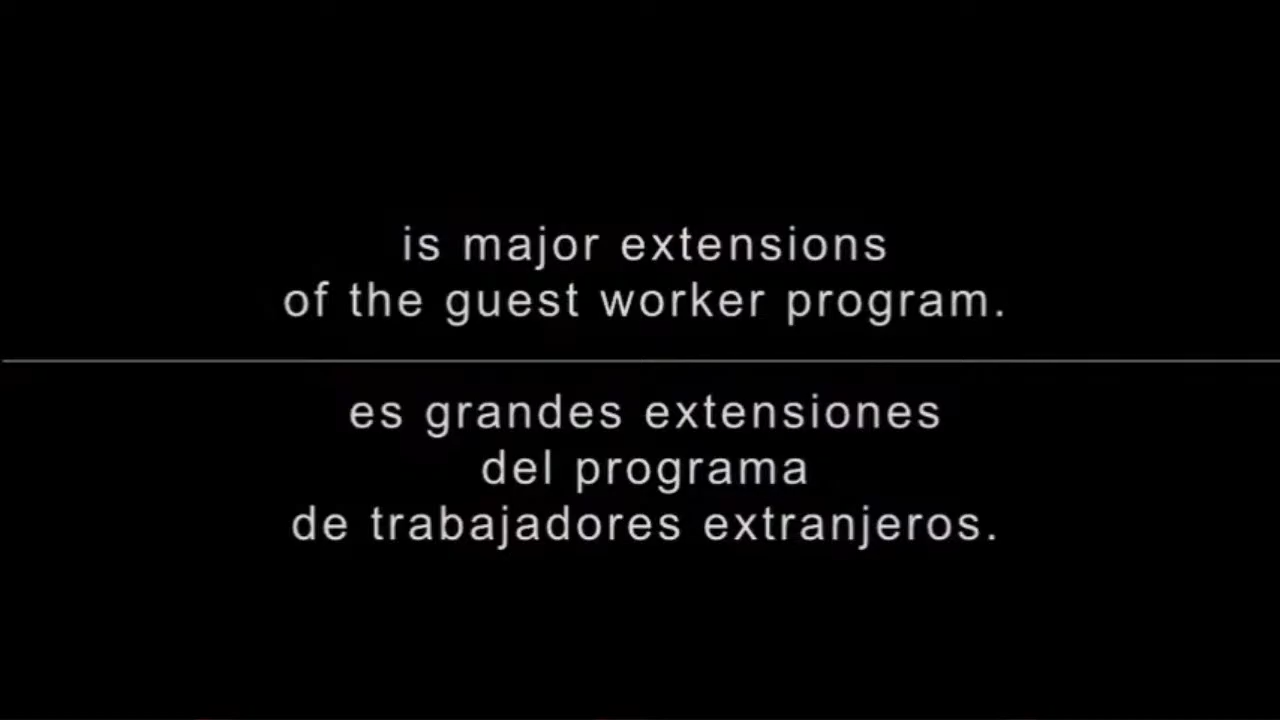 is major extensions
of the guest worker program.
es grandes extensiones
del programa
de trabajadores extranjeros.